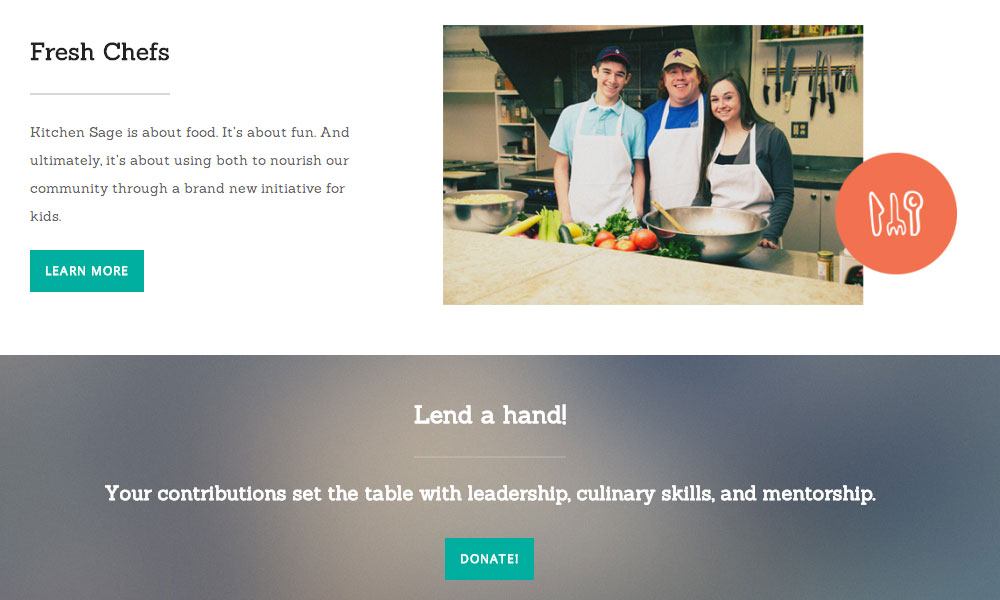 Fresh Chefs
Kitchen Sage is about food. It's about fun. And
ultimately, it's about using both to nourish our
community through a brand new initiative for
kids.
LEARN MORE
Lend a hand!
Your contributions set the table with leadership, culinary skills, and mentorship.
DONATE!